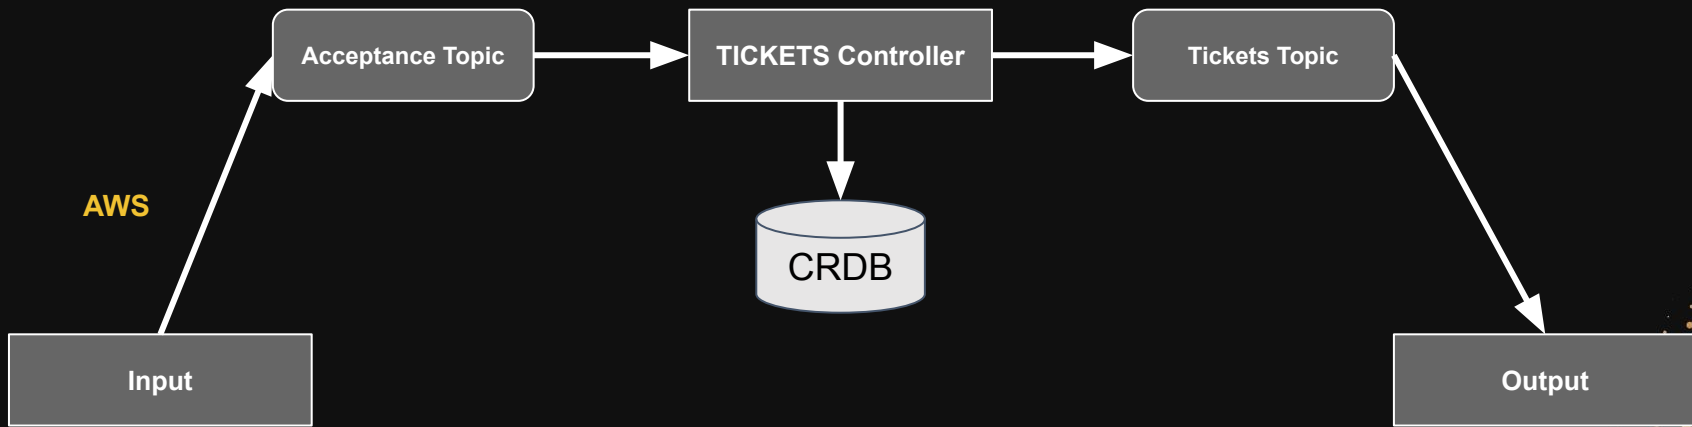 Acceptance Topic
TICKETS Controller
Tickets Topic
AWS
CRDB
Input
Output